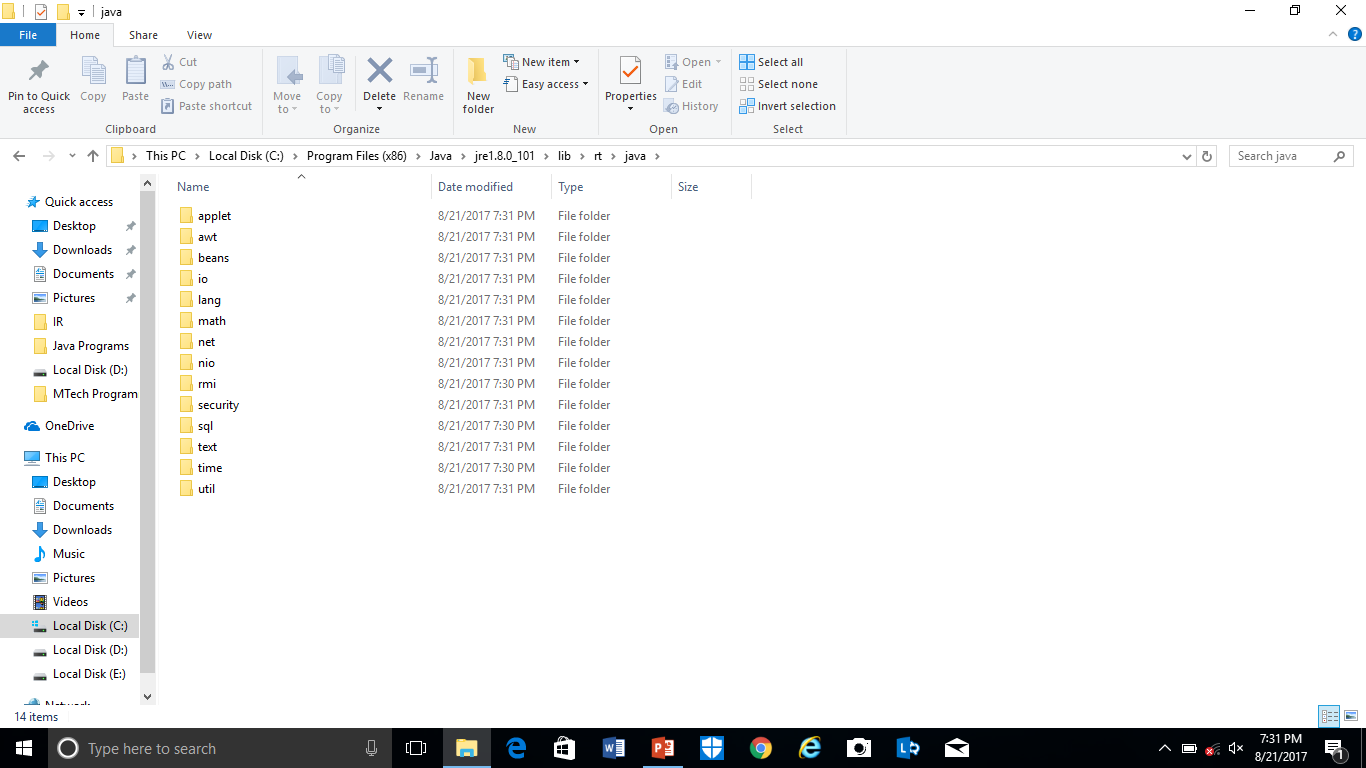 java
File Home Share View
Pin to Quick access
Copy
Paste
Cut
Copy path
Paste shortcut
Clipboard
Move to
Copy to
Delete
Rename
Organize
New folder
New item
Easy access
New
Properties
Open
Edit
History
Open
Select all
Select none
Invert selection
Select
This PC Local Disk (C:) Program Files (x86) Java jre1.8.0_101 lib rt java
Search java
Quick access
Desktop
Downloads
Documents
Pictures
IR
Java Programs
Local Disk (D:)
MTech Program
OneDrive
This PC
Desktop
Documents
Downloads
Music
Pictures
Videos
Local Disk (C:)
Local Disk (D:)
Local Disk (E:)
Network
Name Date modified Type Size
applet 8/21/2017 7:31 PM File folder
awt 8/21/2017 7:31 PM File folder
beans 8/21/2017 7:31 PM File folder
io 8/21/2017 7:31 PM File folder
lang 8/21/2017 7:31 PM File folder
math 8/21/2017 7:31 PM File folder
net 8/21/2017 7:31 PM File folder
nio 8/21/2017 7:31 PM File folder
rmi 8/21/2017 7:30 PM File folder
security 8/21/2017 7:31 PM File folder
sql 8/21/2017 7:30 PM File folder
text 8/21/2017 7:31 PM File folder
time 8/21/2017 7:30 PM File folder
util 8/21/2017 7:31 PM File folder
14 items
Type here to search
7:31 PM
8/21/2017
1